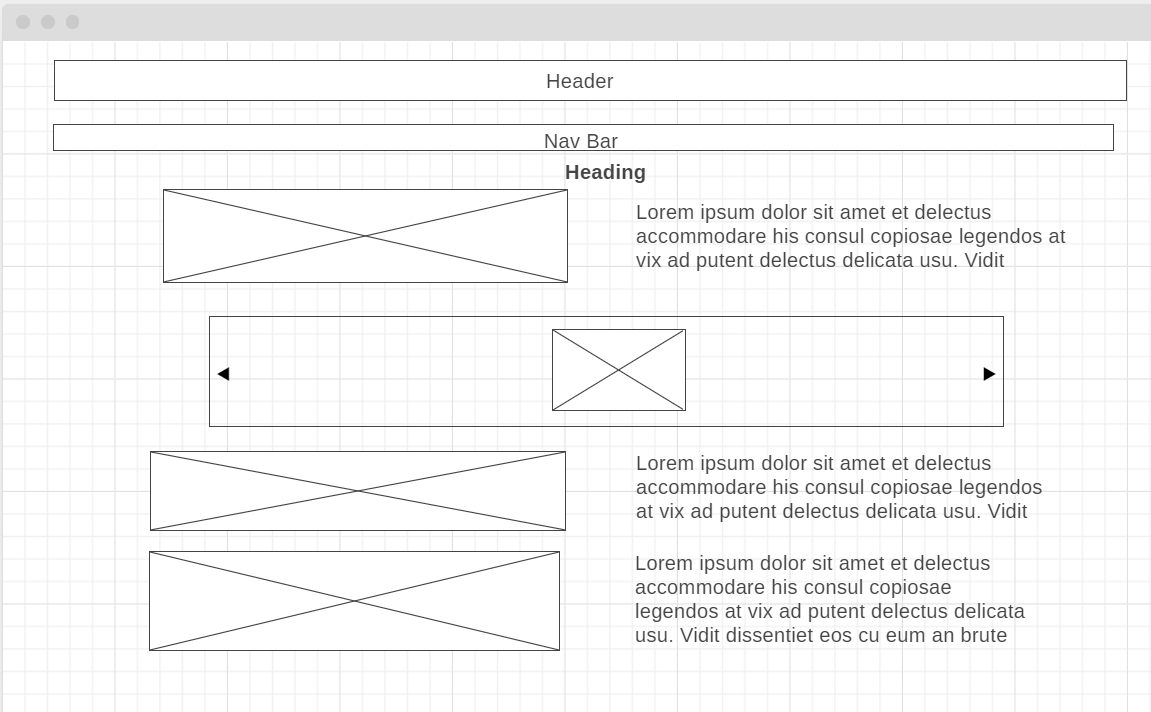 Header
Nav Bar
Heading
Lorem ipsum dolor sit amet et delectus
accommodare his consul copiosae legendos at
vix ad putent delectus delicata usu. Vidit
Lorem ipsum dolor sit amet et delectus
accommodare his consul copiosae legendos
at vix ad putent delectus delicata usu. Vidit
Lorem ipsum dolor sit amet et delectus
accommodare his consul copiosae
legendos at vix ad putent delectus delicata
usu. Vidit dissentiet eos cu eum an brute